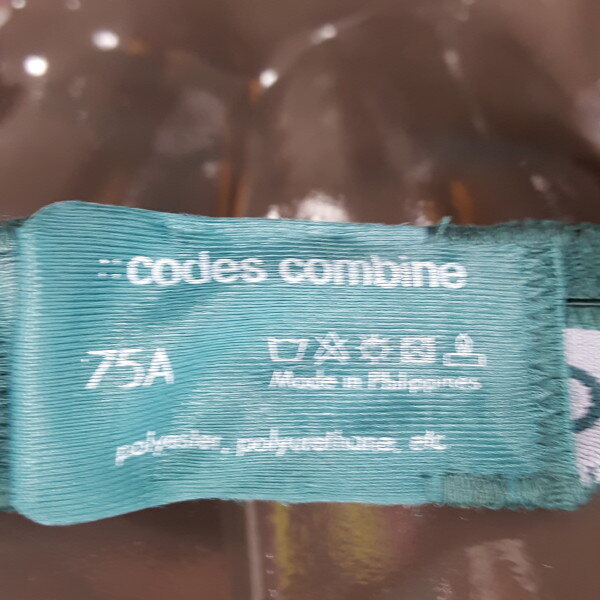 ::codes combine
75A
Made in Philippines
polyester, polyurethane, etc